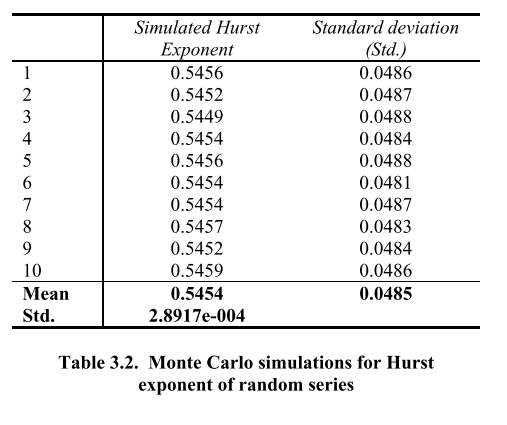 Simulated Hurst Exponent Standard deviation (Std.)
1 0.5456 0.0486
2 0.5452 0.0487
3 0.5449 0.0488
4 0.5454 0.0484
5 0.5456 0.0488
6 0.5454 0.0481
7 0.5454 0.0487
8 0.5457 0.0483
9 0.5452 0.0484
10 0.5459 0.0486
Mean 0.5454 0.0485
Std. 2.8917e-004
Table 3.2. Monte Carlo simulations for Hurst
exponent of random series